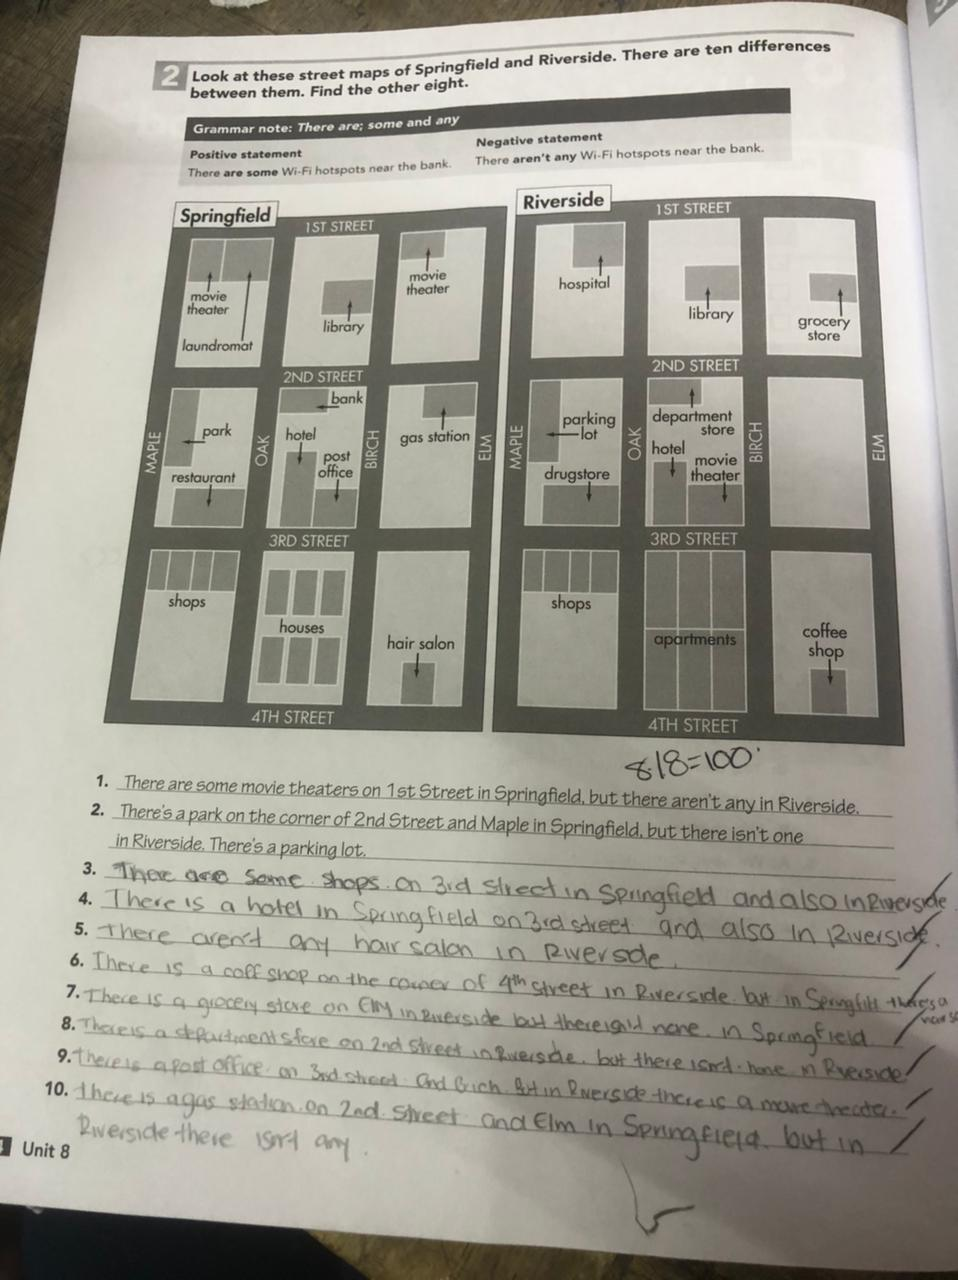 2 Look at these street maps of Springfield and Riverside. There are ten differences
between them. Find the other eight.
Grammar note: There are; some and any
Positive statement
There are some Wi-Fi hotspots near the bank.
Negative statement
There aren't any Wi-Fi hotspots near the bank.
Springfield
1ST STREET
movie
theater
laundromat
library
movie
theater
2ND STREET
MAPLE
park
restaurant
OAK
bank
hotel
post
office
BIRCH
gas station
ELM
3RD STREET
shops
houses
hair salon
4TH STREET
Riverside
1ST STREET
hospital
library
grocery
store
2ND STREET
MAPLE
parking
lot
drugstore
OAK
department
store
hotel
movie
theater
BIRCH
ELM
3RD STREET
shops
apartments
coffee
shop
4TH STREET
8/8=100
1. There are some movie theaters on 1st Street in Springfield, but there aren't any in Riverside.
2. There's a park on the corner of 2nd Street and Maple in Springfield, but there isn't one
in Riverside. There's a parking lot.
3. There are some shops on 3rd street in Springfield and also in Riverside
4. There is a hotel in Springfield on 3rd street and also in Riverside.
5. There aren't any hair salon in Riversde.
6. There is a coff shop on the corner of 4th street in Riverside but in there's a
7. There is a grocery store on Elm in Riverside but there none in Springfield
8. There is a department store on 2nd street in Riverside, but there isn't in Riverside
9. there is a post office on 3rd street and but in Riverside there is a theater.
10. there is a gas station on 2nd Street and Elm in Springfield but in
Riverside there isn't any.
Unit 8